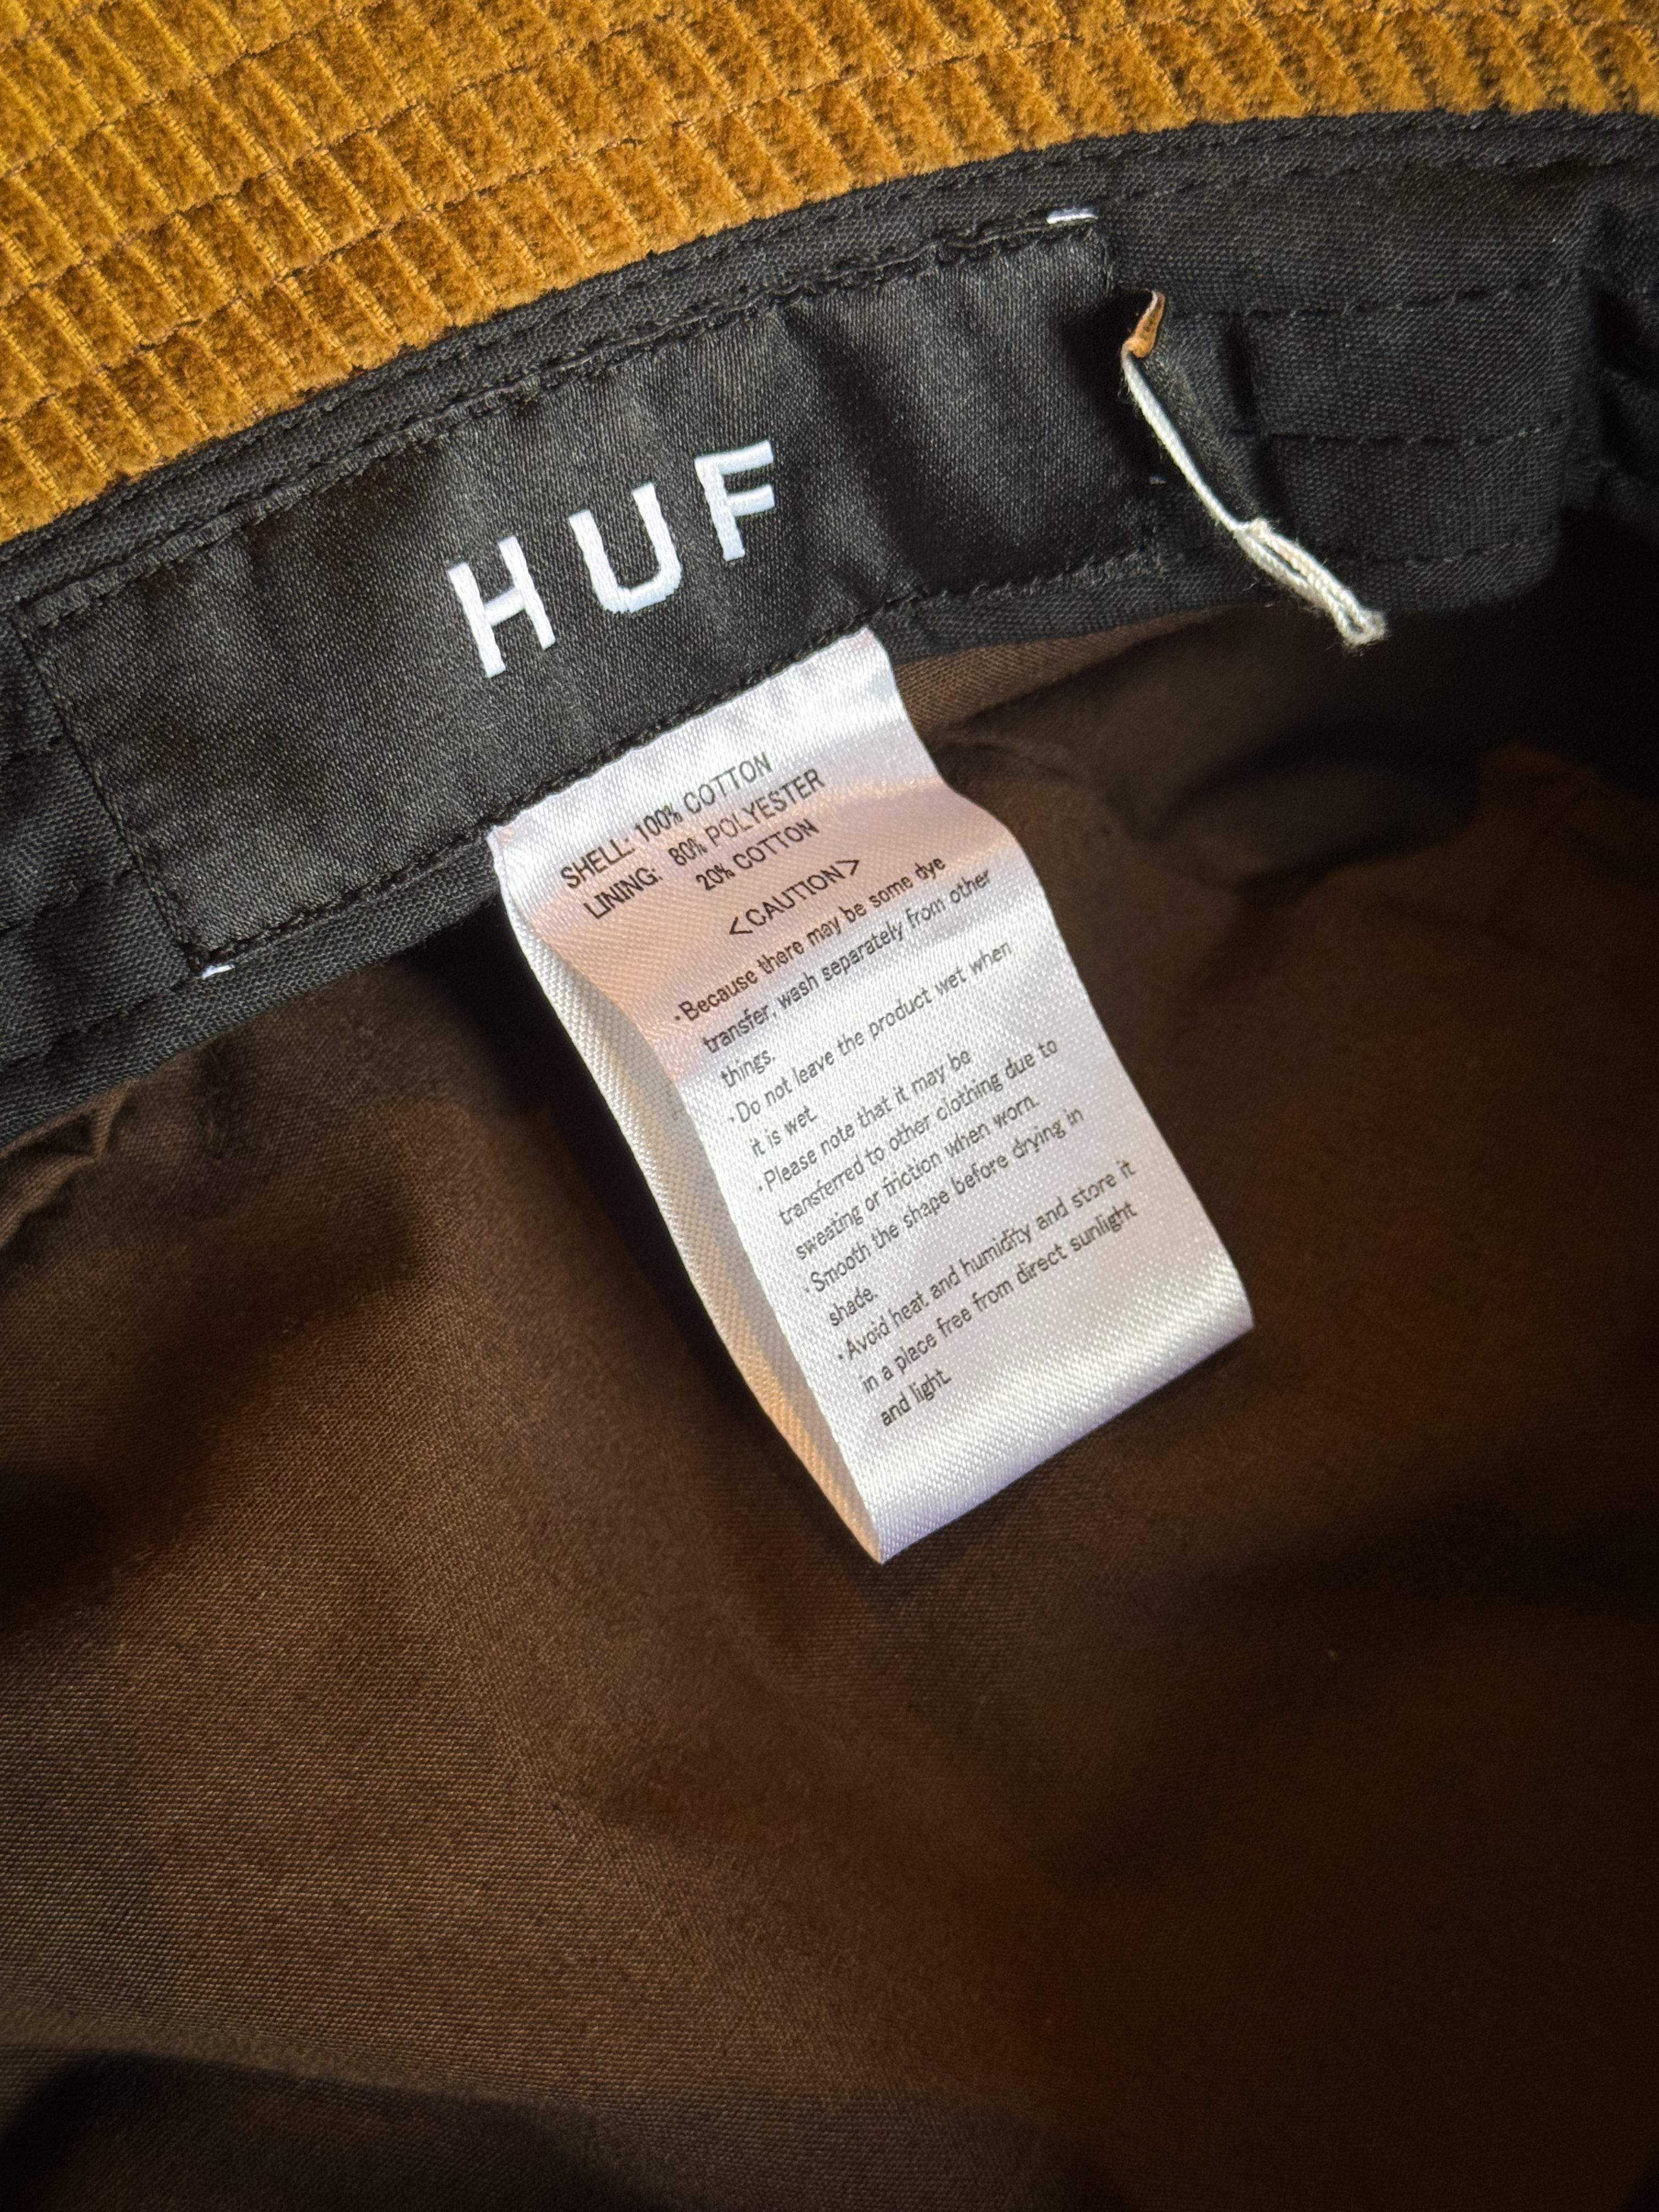 HUF
SHELL: 100% COTTON
LINING: 80% POLYESTER
20% COTTON
<CAUTION>
·Because there may be some dye
transfer, wash separately from other
things.
·Do not leave the product wet when
it is wet.
·Please note that it may be
transferred to other clothing due to
sweating or friction when worn.
·Smooth the shape before drying in
shade.
·Avoid heat and humidity and store it
in a place free from direct sunlight
and light.